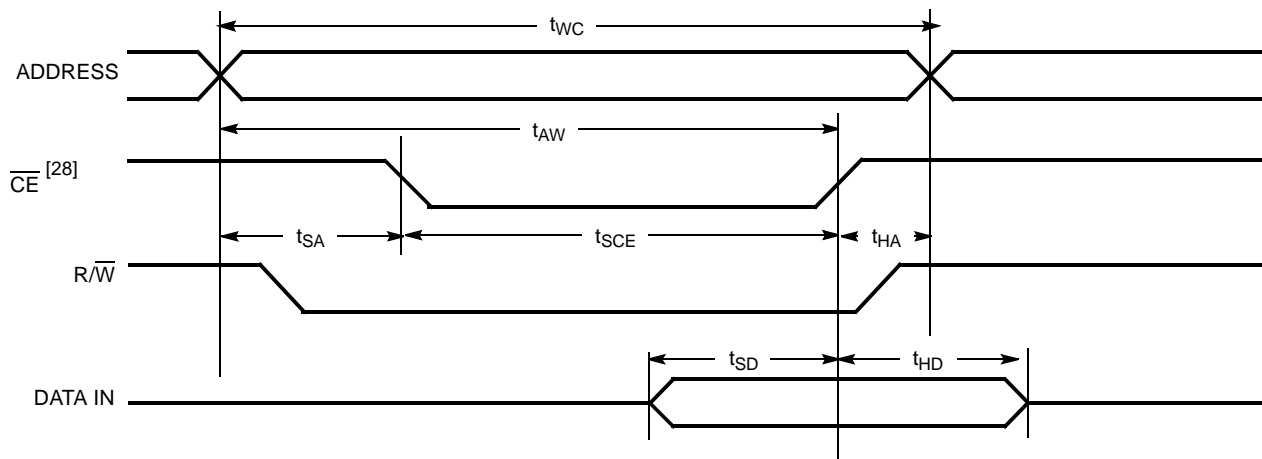 tWC
ADDRESS
tAW
CE [28]
tSA tSCE tHA
R/W
tSD tHD
DATA IN